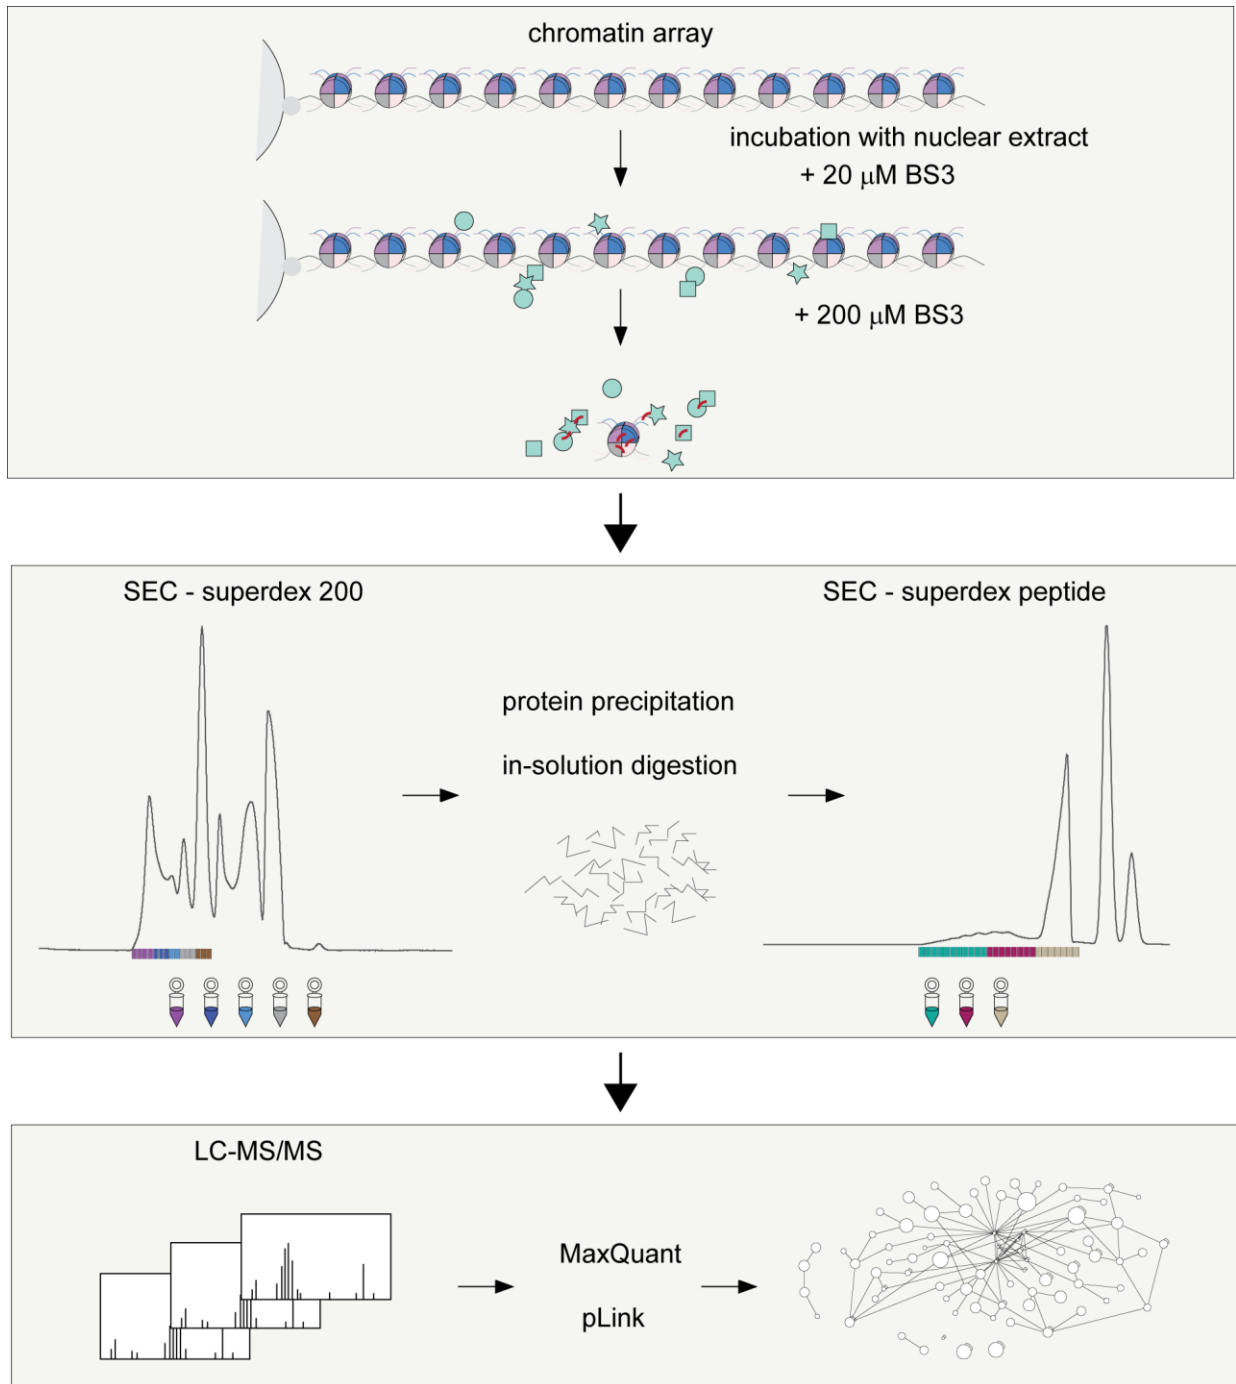 chromatin array
incubation with nuclear extract
+ 20 μM BS3
+ 200 μM BS3
SEC - superdex 200
SEC - superdex peptide
protein precipitation
in-solution digestion
LC-MS/MS
MaxQuant
pLink